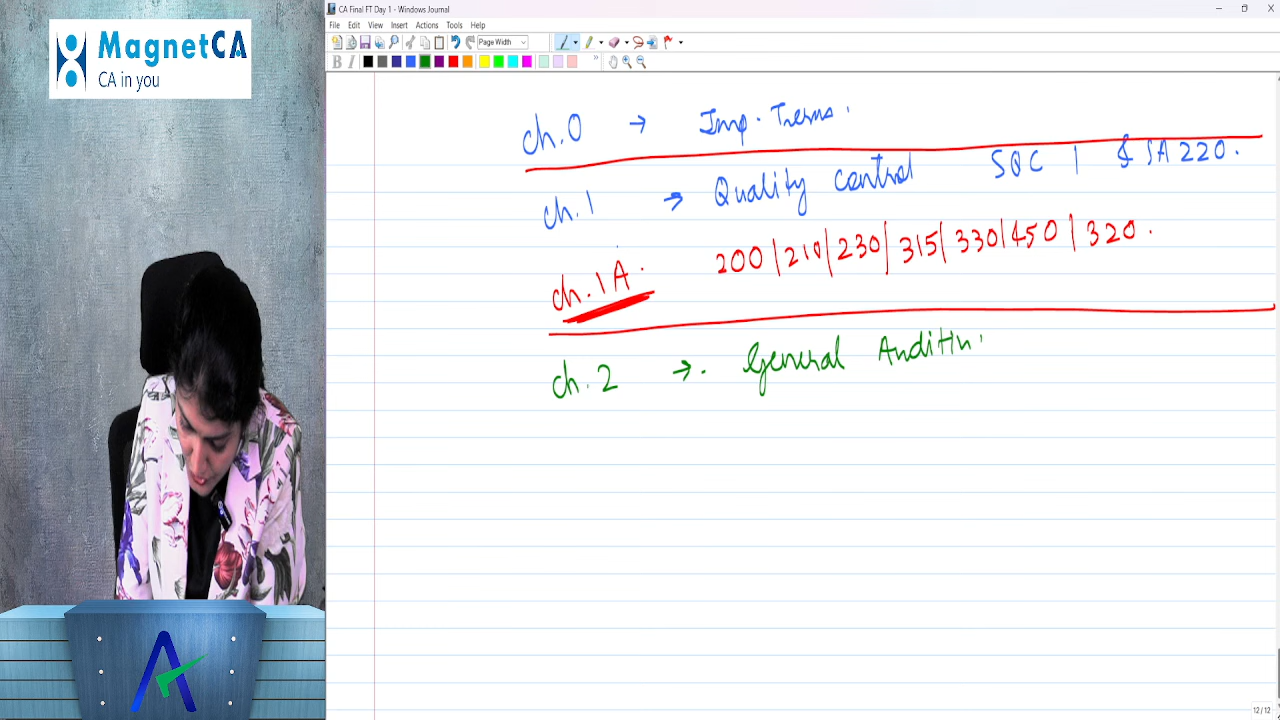 MagnetCA
CA in you
CA Final FT Day 1 - Windows Journal
File Edit View Insert Actions Tools Help
Page Width
B I
ch.0 → Imp. Terms.
ch.1 → Quality control SQC 1 & SA 220.
ch.1A. 200/210/230/315/330/450/320.
ch.2 →. General Auditin.
12/12